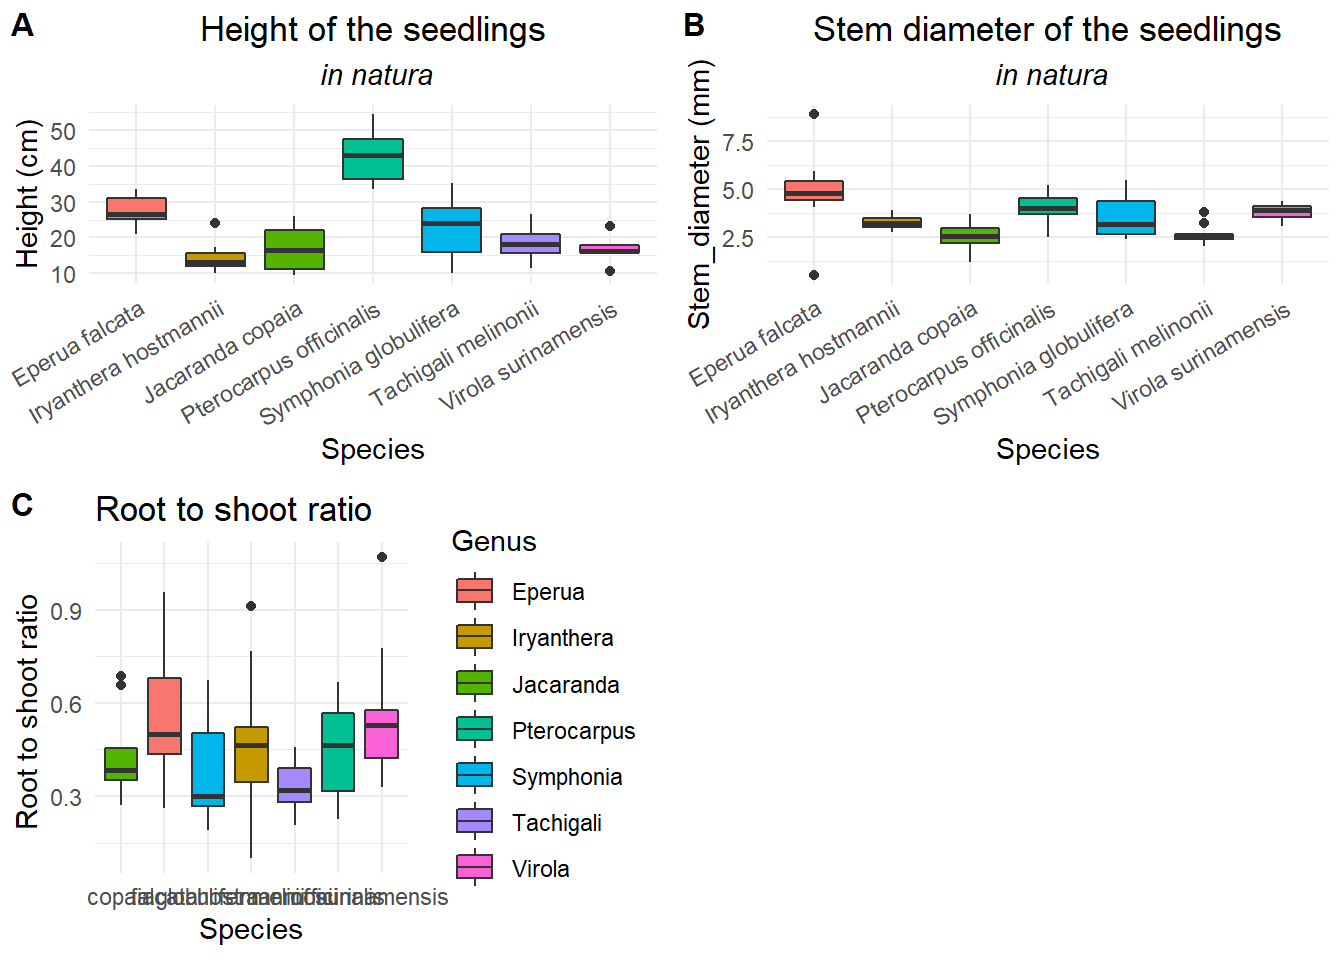 A
Height of the seedlings
in natura
Height (cm)
50
40
30
20
10
Eperua falcata
Iryanthera hostmannii
Jacaranda copaia
Pterocarpus officinalis
Symphonia globulifera
Tachigali melinonii
Virola surinamensis
Species
B
Stem diameter of the seedlings
in natura
Stem_diameter (mm)
7.5
5.0
2.5
Eperua falcata
Iryanthera hostmannii
Jacaranda copaia
Pterocarpus officinalis
Symphonia globulifera
Tachigali melinonii
Virola surinamensis
Species
C
Root to shoot ratio
Root to shoot ratio
0.9
0.6
0.3
copaia
Species
Genus
Eperua
Iryanthera
Jacaranda
Pterocarpus
Symphonia
Tachigali
Virola